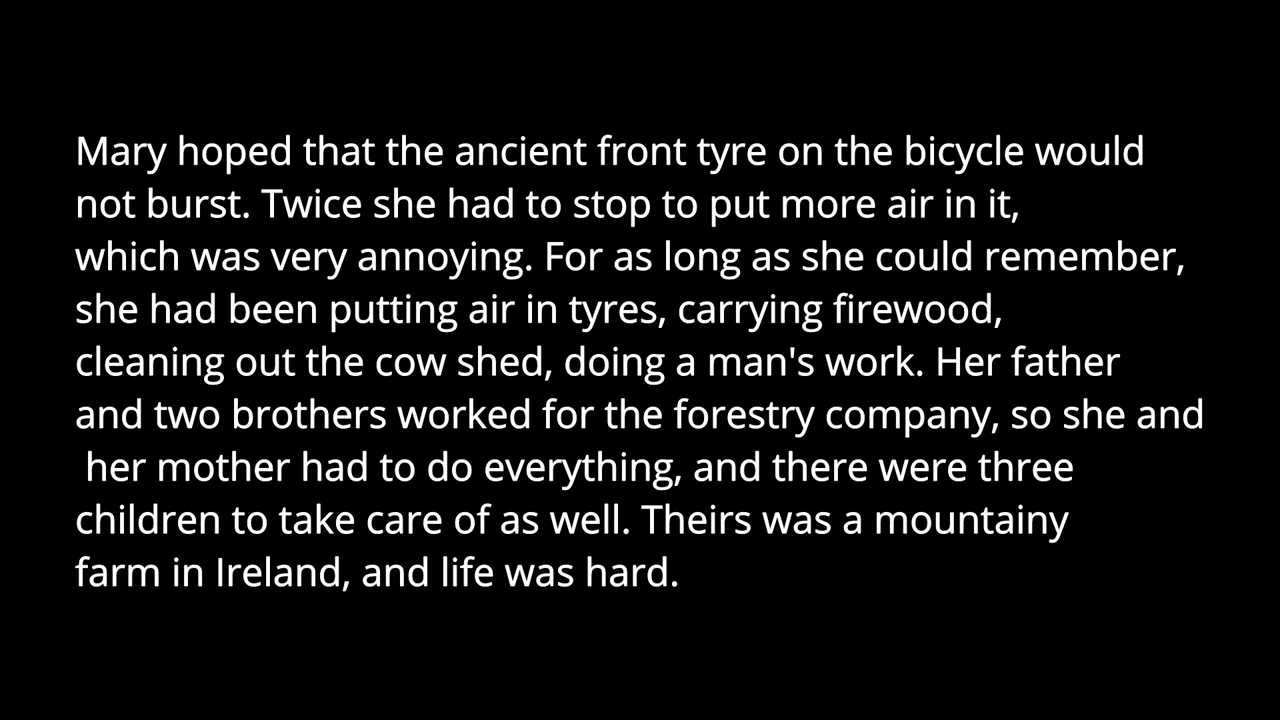 Mary hoped that the ancient front tyre on the bicycle would
not burst. Twice she had to stop to put more air in it,
which was very annoying. For as long as she could remember,
she had been putting air in tyres, carrying firewood,
cleaning out the cow shed, doing a man's work. Her father
and two brothers worked for the forestry company, so she and
her mother had to do everything, and there were three
children to take care of as well. Theirs was a mountainy
farm in Ireland, and life was hard.